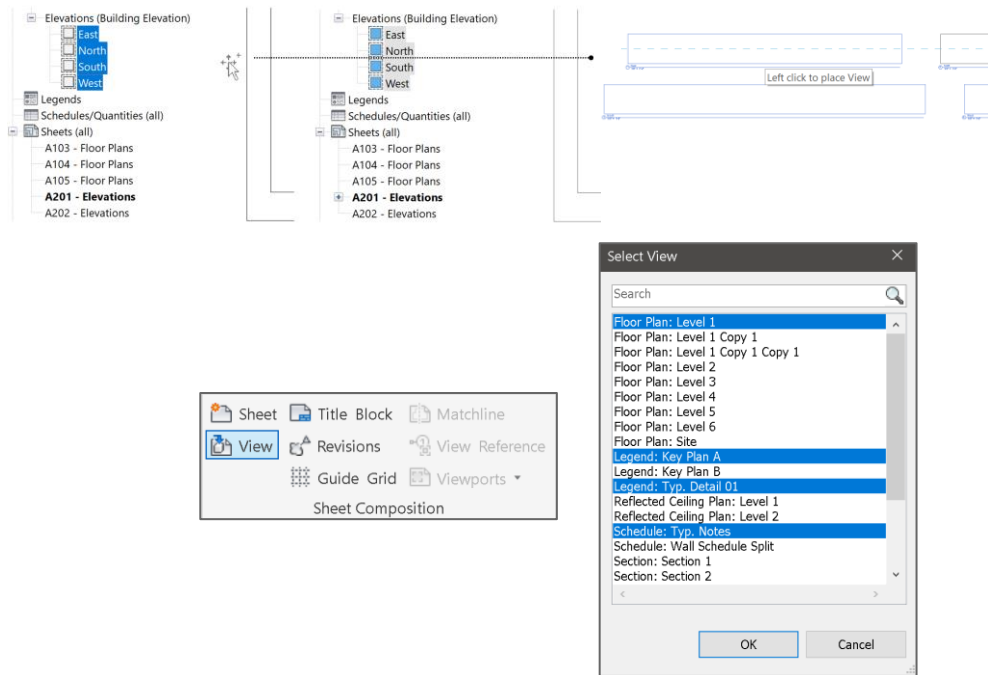 Elevations (Building Elevation)
East
North
South
West
Legends
Schedules/Quantities (all)
Sheets (all)
A103 - Floor Plans
A104 - Floor Plans
A105 - Floor Plans
A201 - Elevations
A202 - Elevations
Elevations (Building Elevation)
East
North
South
West
Legends
Schedules/Quantities (all)
Sheets (all)
A103 - Floor Plans
A104 - Floor Plans
A105 - Floor Plans
A201 - Elevations
A202 - Elevations
Left click to place View
Sheet Title Block Matchline
View Revisions View Reference
Guide Grid Viewports
Sheet Composition
Select View
Search
Floor Plan: Level 1
Floor Plan: Level 1 Copy 1
Floor Plan: Level 1 Copy 1 Copy 1
Floor Plan: Level 2
Floor Plan: Level 3
Floor Plan: Level 4
Floor Plan: Level 5
Floor Plan: Level 6
Floor Plan: Site
Legend: Key Plan A
Legend: Key Plan B
Legend: Typ. Detail 01
Reflected Ceiling Plan: Level 1
Reflected Ceiling Plan: Level 2
Schedule: Typ. Notes
Schedule: Wall Schedule Split
Section: Section 1
Section: Section 2
OK Cancel